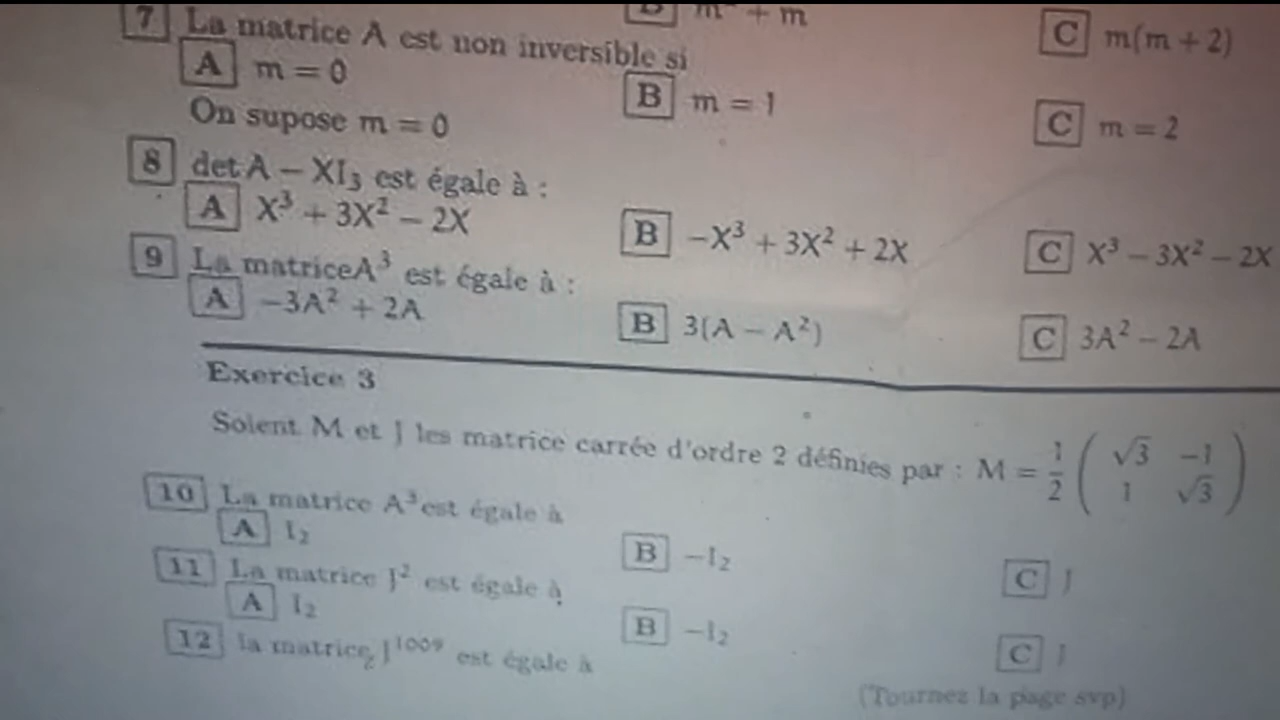 m² + m C m(m + 2)
7 La matrice A est non inversible si
A m = 0 B m = 1 C m = 2
On supose m = 0
8 det A − XI₃ est égale à :
A X³ + 3X² − 2X B −X³ + 3X² + 2X C X³ − 3X² − 2X
9 La matriceA³ est égale à :
A −3A² + 2A B 3(A − A²) C 3A² − 2A
Exercice 3
Soient M et J les matrice carrée d'ordre 2 définies par : M = 1/2 ( √3 −1
1 √3 )
10 La matrice A³est égale à
A I₂ B −I₂ C J
11 La matrice J² est égale à
A I₂ B −I₂ C J
12 la matrice J¹⁰⁰⁹ est égale à
(Tournez la page svp)